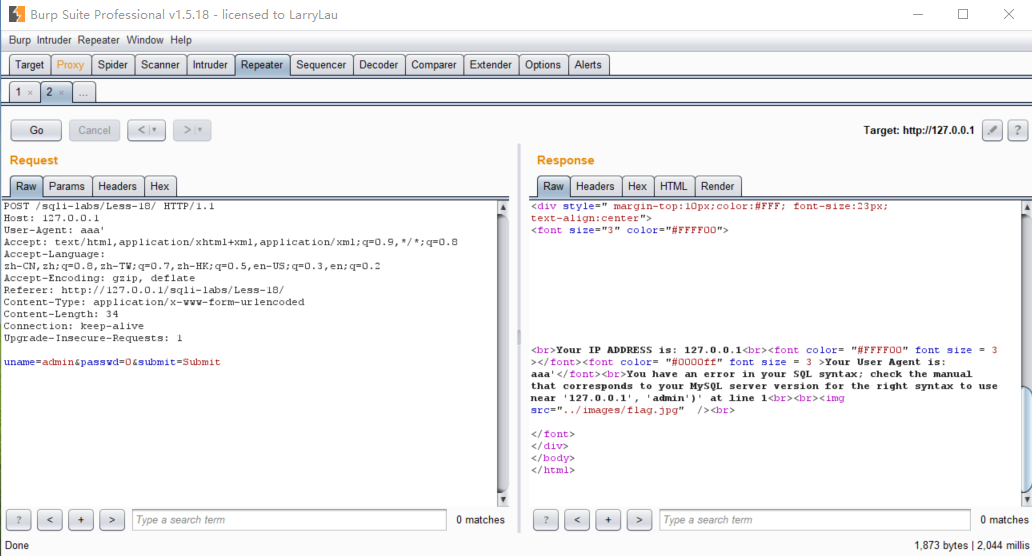 Burp Suite Professional v1.5.18 - licensed to LarryLau
Burp Intruder Repeater Window Help
Target Proxy Spider Scanner Intruder Repeater Sequencer Decoder Comparer Extender Options Alerts
1 × 2 × ...
Go Cancel < | ▾ > | ▾ Target: http://127.0.0.1 ?
Request
Raw Params Headers Hex
POST /sqli-labs/Less-18/ HTTP/1.1
Host: 127.0.0.1
User-Agent: aaa'
Accept: text/html,application/xhtml+xml,application/xml;q=0.9,*/*;q=0.8
Accept-Language:
zh-CN,zh;q=0.8,zh-TW;q=0.7,zh-HK;q=0.5,en-US;q=0.3,en;q=0.2
Accept-Encoding: gzip, deflate
Referer: http://127.0.0.1/sqli-labs/Less-18/
Content-Type: application/x-www-form-urlencoded
Content-Length: 34
Connection: keep-alive
Upgrade-Insecure-Requests: 1
uname=admin&passwd=0&submit=Submit
? < + > Type a search term 0 matches
Response
Raw Headers Hex HTML Render
<div style=" margin-top:10px;color:#FFF; font-size:23px;
text-align:center">
<font size="3" color="#FFFF00">
<br>Your IP ADDRESS is: 127.0.0.1<br><font color= "#FFFF00" font size = 3
></font><font color= "#0000ff" font size = 3 >Your User Agent is:
aaa'</font><br>You have an error in your SQL syntax; check the manual
that corresponds to your MySQL server version for the right syntax to use
near '127.0.0.1', 'admin')' at line 1<br><br><img
src="../images/flag.jpg"  /><br>
</font>
</div>
</body>
</html>
? < + > Type a search term 0 matches
Done 1,873 bytes | 2,044 millis